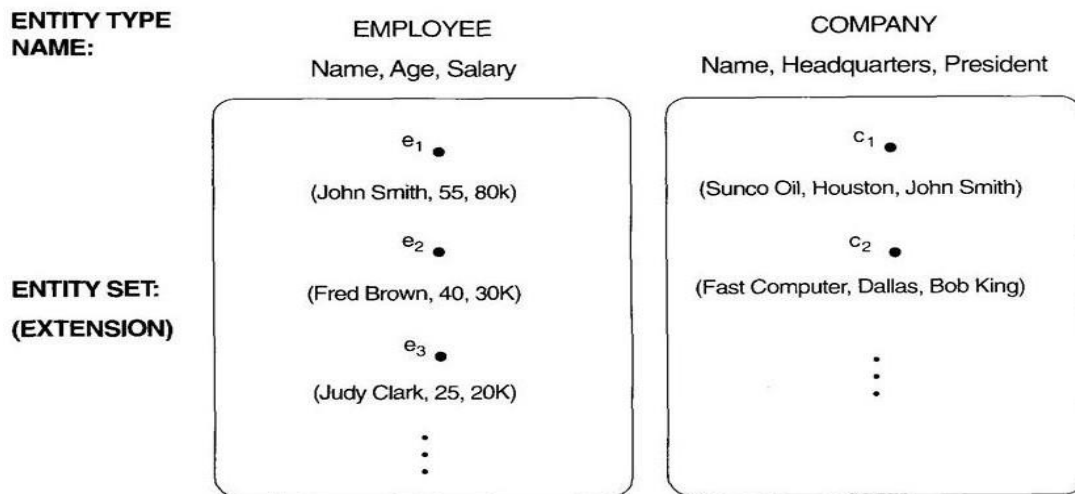 ENTITY TYPE
NAME:
EMPLOYEE
Name, Age, Salary
COMPANY
Name, Headquarters, President
ENTITY SET:
(EXTENSION)
e1
(John Smith, 55, 80k)
e2
(Fred Brown, 40, 30K)
e3
(Judy Clark, 25, 20K)
c1
(Sunco Oil, Houston, John Smith)
c2
(Fast Computer, Dallas, Bob King)